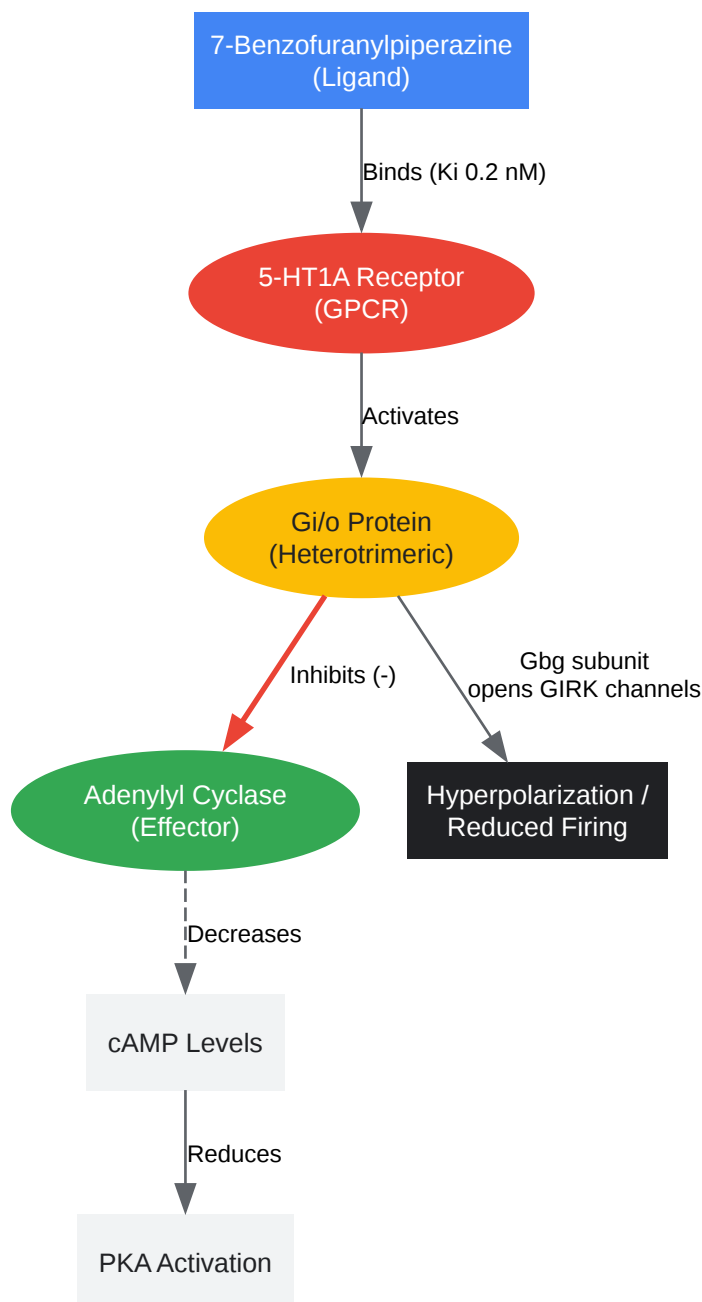 7-Benzofuranylpiperazine
(Ligand)
Binds (Ki 0.2 nM)
5-HT1A Receptor
(GPCR)
Activates
Gi/o Protein
(Heterotrimeric)
Inhibits (-)
Gbg subunit
opens GIRK channels
Adenylyl Cyclase
(Effector)
Hyperpolarization /
Reduced Firing
Decreases
cAMP Levels
Reduces
PKA Activation